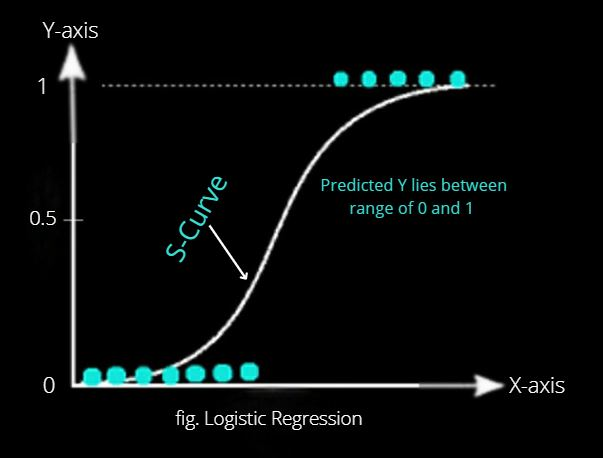 Y-axis
1
Predicted Y lies between
range of 0 and 1
S-Curve
0.5
0
X-axis
fig. Logistic Regression